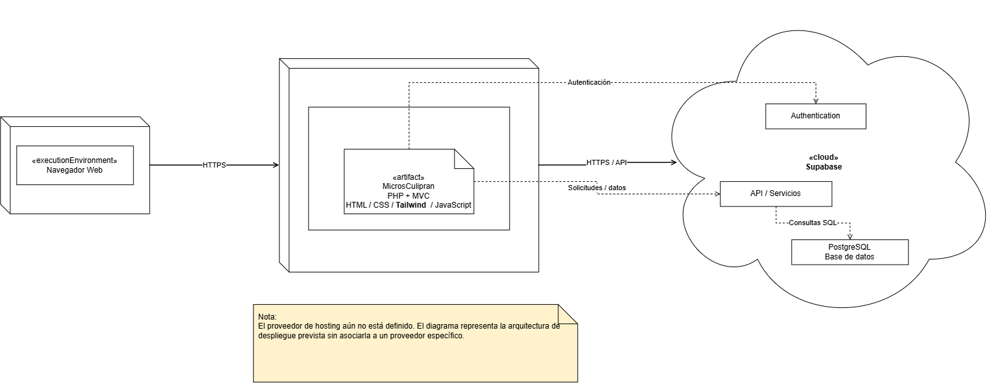 «executionEnvironment»
Navegador Web
HTTPS
«artifact»
MicrosCulipran
PHP + MVC
HTML / CSS / Tailwind / JavaScript
Autenticación
HTTPS / API
Solicitudes / datos
Authentication
«cloud»
Supabase
API / Servicios
Consultas SQL
PostgreSQL
Base de datos
Nota:
El proveedor de hosting aún no está definido. El diagrama representa la arquitectura de
despliegue prevista sin asociarla a un proveedor específico.